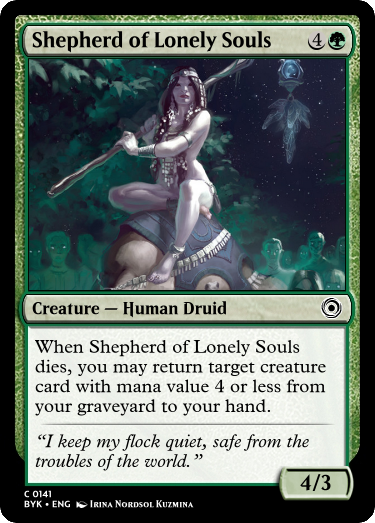 Shepherd of Lonely Souls 4
Creature — Human Druid
When Shepherd of Lonely Souls
dies, you may return target creature
card with mana value 4 or less from
your graveyard to your hand.
“I keep my flock quiet, safe from the
troubles of the world.”
4/3
C 0141
BYK • ENG Irina Nordsol Kuzmina